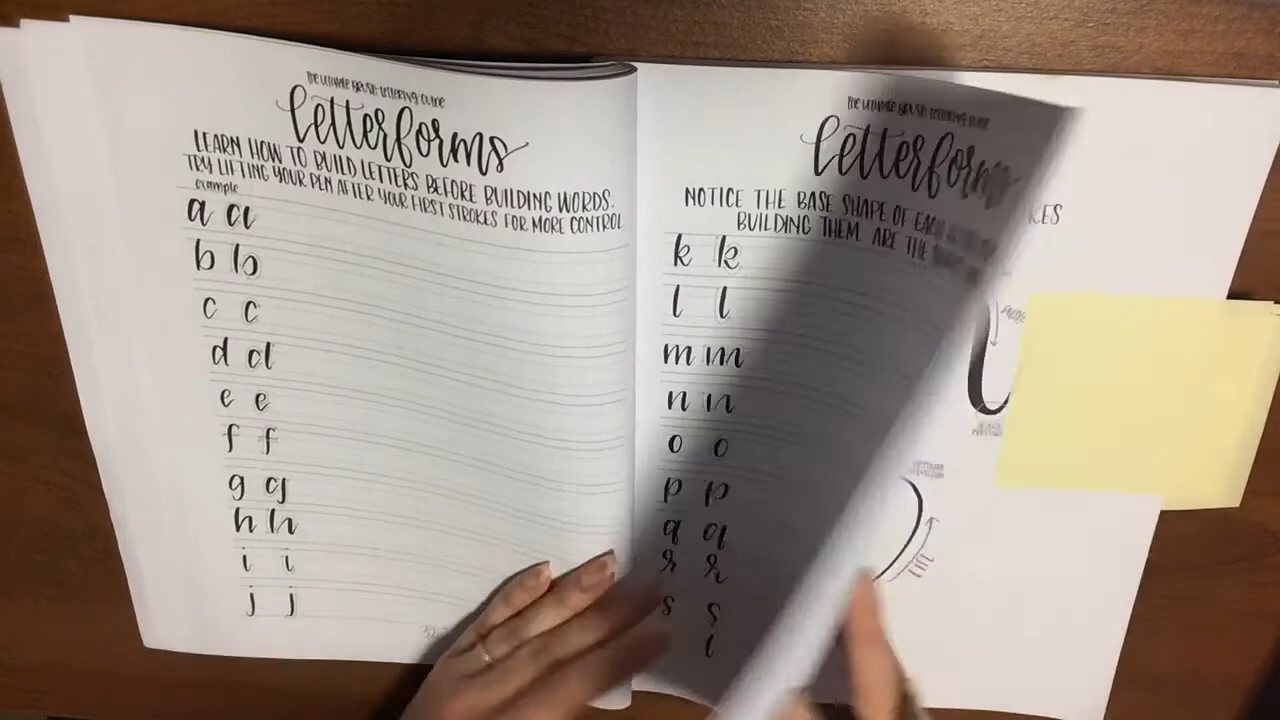 THE ULTIMATE BRUSH LETTERING GUIDE
letterforms
LEARN HOW TO BUILD LETTERS BEFORE BUILDING WORDS.
TRY LIFTING YOUR PEN AFTER YOUR FIRST STROKES FOR MORE CONTROL
example
a a
b b
c c
d d
e e
f f
g g
h h
i i
j j
THE ULTIMATE BRUSH LETTERING GUIDE
letterforms
NOTICE THE BASE SHAPE OF EACH
BUILDING THEM ARE THE
k k
l l
m m
n n
o o
p p
q q
r r
s s
KES
LIFT